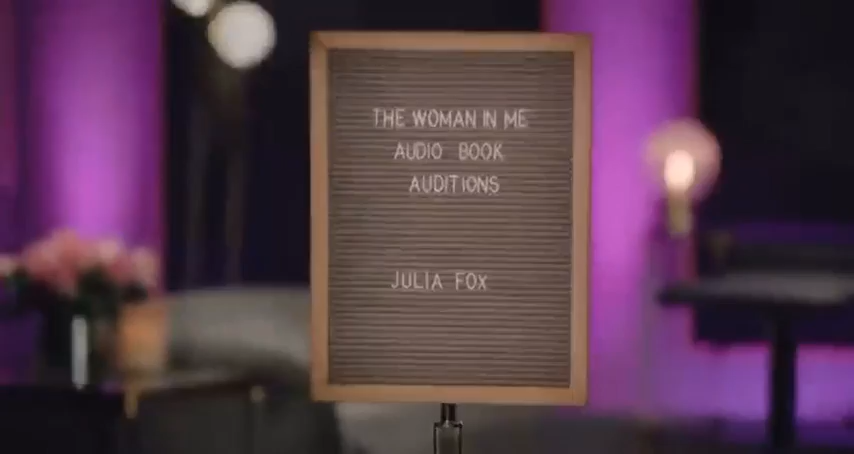 THE WOMAN IN ME
AUDIO BOOK
AUDITIONS
JULIA FOX